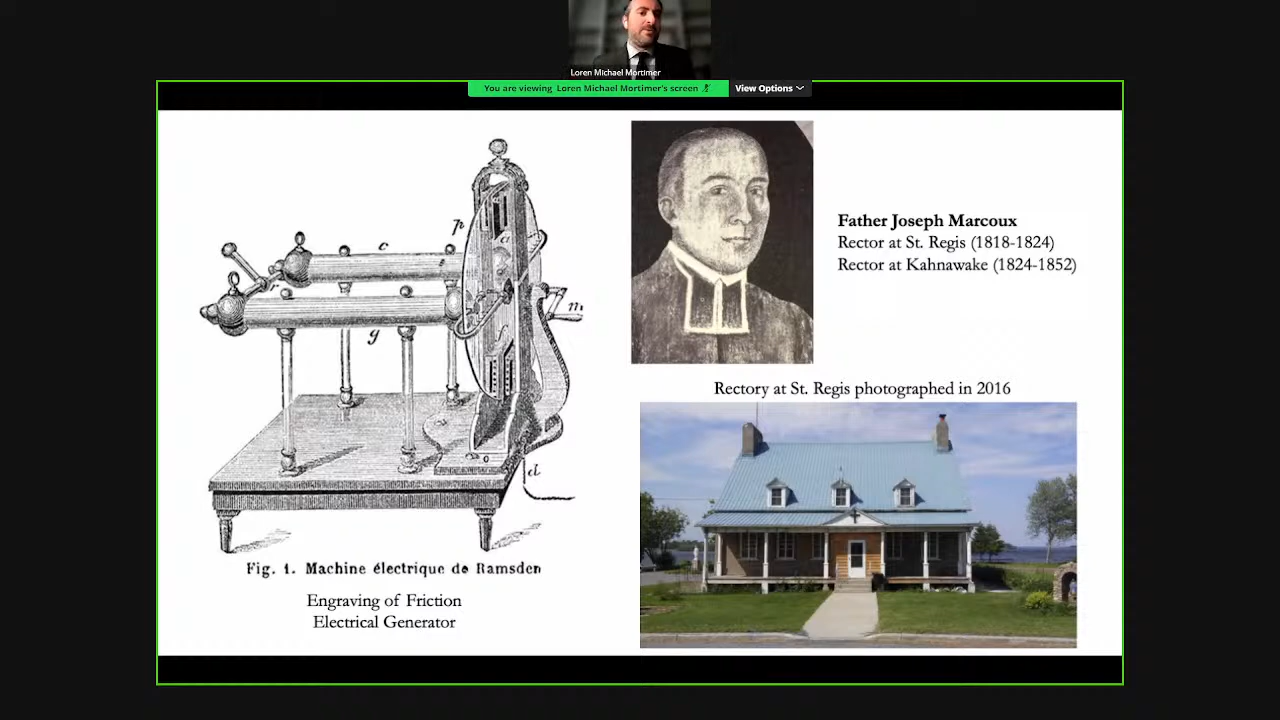 Loren Michael Mortimer
You are viewing Loren Michael Mortimer's screen
View Options
p
c
a
s
r
g
m
f
o
d
Fig. 1. Machine électrique de Ramsden
Engraving of Friction
Electrical Generator
Father Joseph Marcoux
Rector at St. Regis (1818-1824)
Rector at Kahnawake (1824-1852)
Rectory at St. Regis photographed in 2016